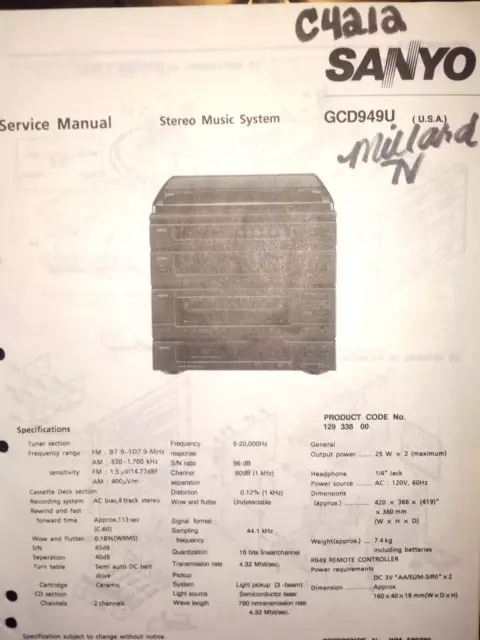 C4212
SANYO
Service Manual
Stereo Music System
GCD949U (U.S.A.)
Millard
TV
PRODUCT CODE No.
129 338 00
Specifications
Tuner section
Frequency range FM : 87.9-107.9 MHz
AM : 530-1,700 kHz
sensitivity FM : 1.5 μV/14.77dBf
AM : 400μV/m
Cassette Deck section
Recording system AC bias, 4 track stereo
Rewind and fast
forward time Approx, 113 sec
(C-60)
Wow and flutter 0.18%(WRMS)
S/N 45dB
Seperation 40dB
Turn table Semi auto DC belt
drive
Cartridge Ceramic
CD section
Channels 2 channels
Frequency 5-20,000Hz
response
S/N ratio 96 dB
Channel 90dB (1 kHz)
separation
Distortion 0.12% (1 kHz)
Wow and flutter Undetectable
Signal format
Sampling 44.1 kHz
frequency
Quantization 16 bits linear/channel
Transmission rate 4.32 Mbit/sec.
Pickup
System Light pickup (3 -beam)
Light source Semiconductor laser
Wave length 790 nmtransmission rate
4.32 Mbit/sec.
General
Output power 25 W × 2 (maximum)
Headphone 1/4" Jack
Power source AC : 120V, 60Hz
Dimensions
(approx.) 420 × 366 × (419)"
× 360 mm
(W × H × D)
Weight(approx.) 7.4 kg
including batteries
R949 REMOTE CONTROLLER
Power requirements
DC 3V "AA/SUM-3/R6" × 2
Dimension Approx.
160 × 40 × 18 mm(W × D × H)
Specification subject to change without notice.